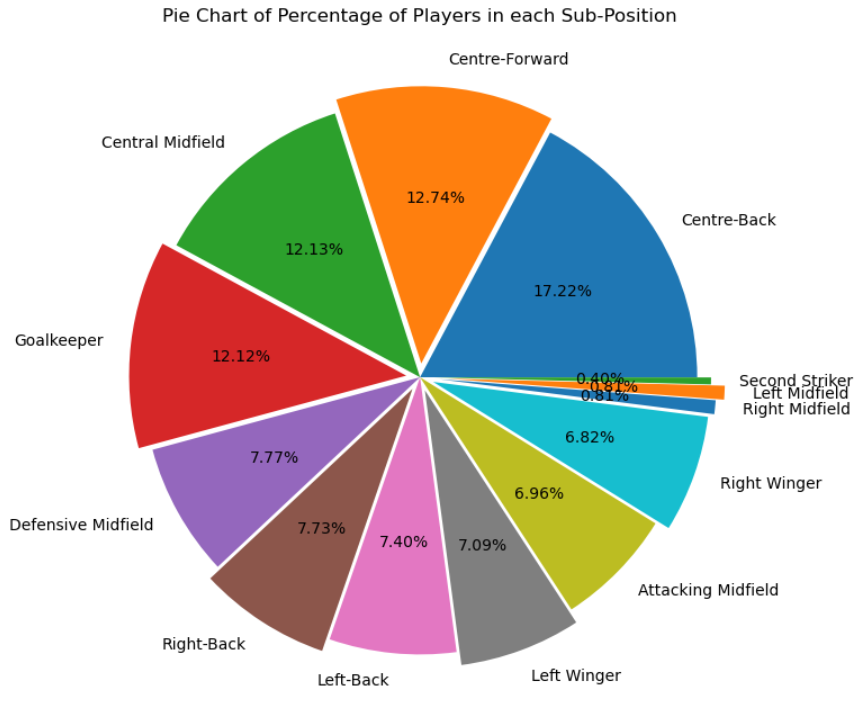 Pie Chart of Percentage of Players in each Sub-Position
Centre-Forward
Central Midfield
12.74%
Centre-Back
12.13%
17.22%
Goalkeeper
12.12%
0.40%
Second Striker
0.81%
Left Midfield
0.81%
Right Midfield
6.82%
7.77%
Right Winger
6.96%
Defensive Midfield
7.73%
7.40%
7.09%
Attacking Midfield
Right-Back
Left-Back
Left Winger